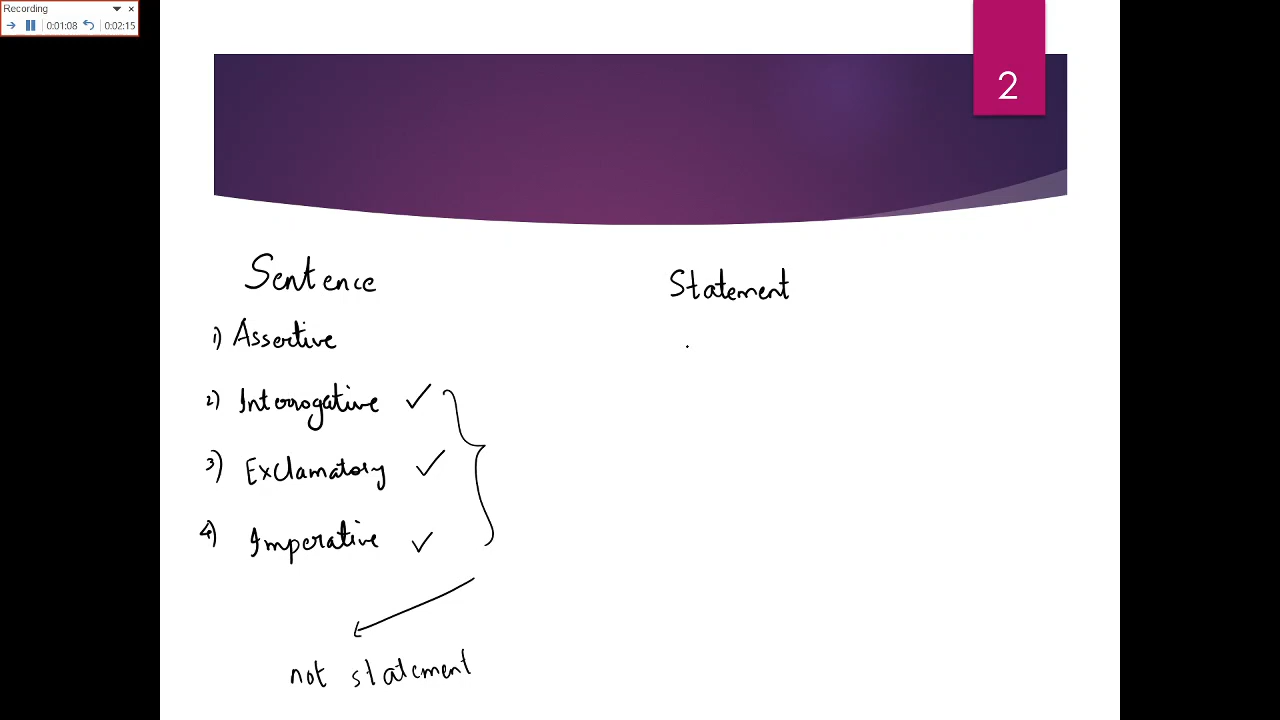 Recording
0:01:08 0:02:15
2
Sentence
Statement
1) Assertive
2) Interrogative
3) Exclamatory
4) Imperative
not statement